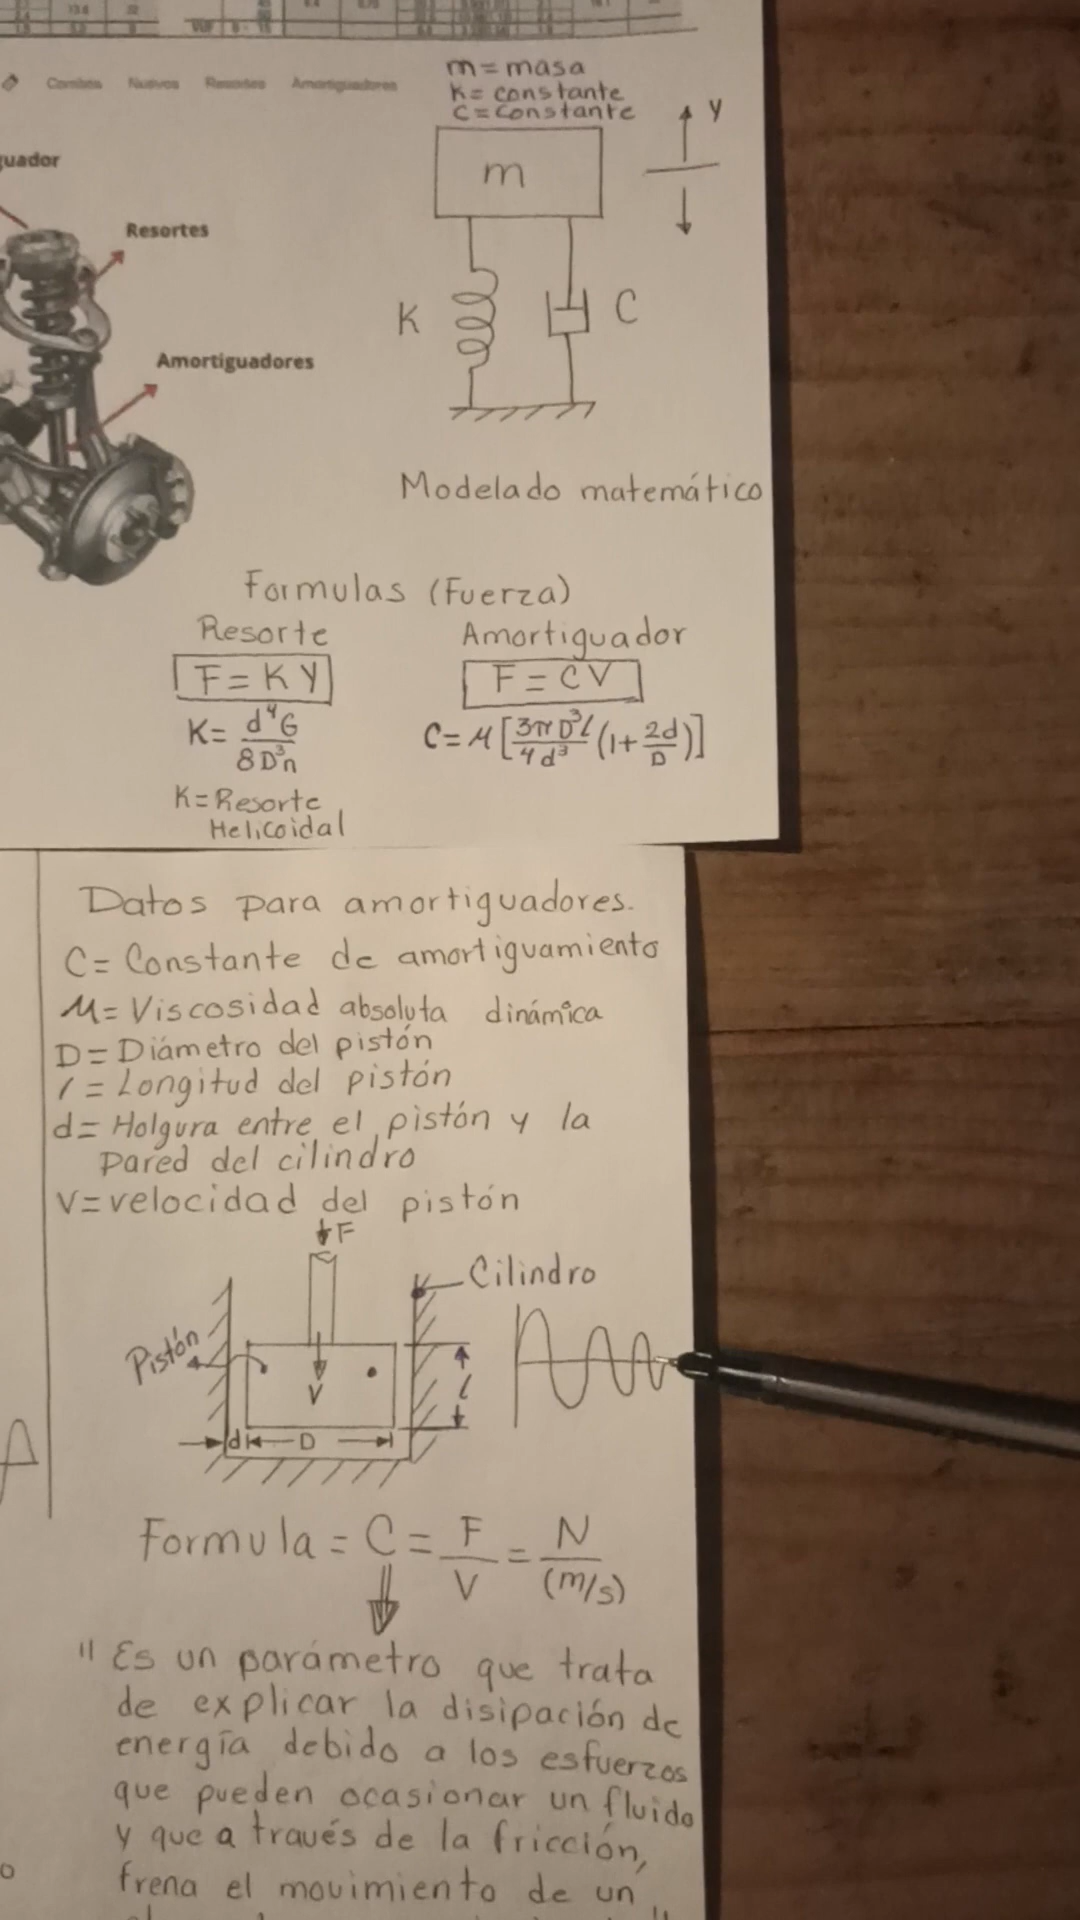 Cambios Nuevos Resortes Amortiguadores
m = masa
K = constante
C = constante
y
guador
m
Resortes
K
C
Amortiguadores
Modelado matemático
Formulas (Fuerza)
Resorte
Amortiguador
F = K Y
F = C V
K = d⁴G / 8D³n
C = μ [3πD³l / 4d³ (1 + 2d/D)]
K = Resorte
Helicoidal
Datos para amortiguadores.
C = Constante de amortiguamiento
μ = Viscosidad absoluta dinámica
D = Diámetro del pistón
l = Longitud del pistón
d = Holgura entre el pistón y la
Pared del cilindro
V = velocidad del pistón
F
Cilindro
Pistón
V
l
d
D
Formula = C = F / V = N / (m/s)
" Es un parámetro que trata
de explicar la disipación de
energía debido a los esfuerzos
que pueden ocasionar un fluido
y que a través de la fricción,
frena el movimiento de un